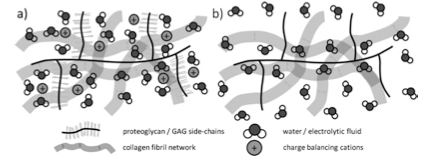 a)
b)
proteoglycan / GAG side-chains
water / electrolytic fluid
collagen fibril network
charge balancing cations